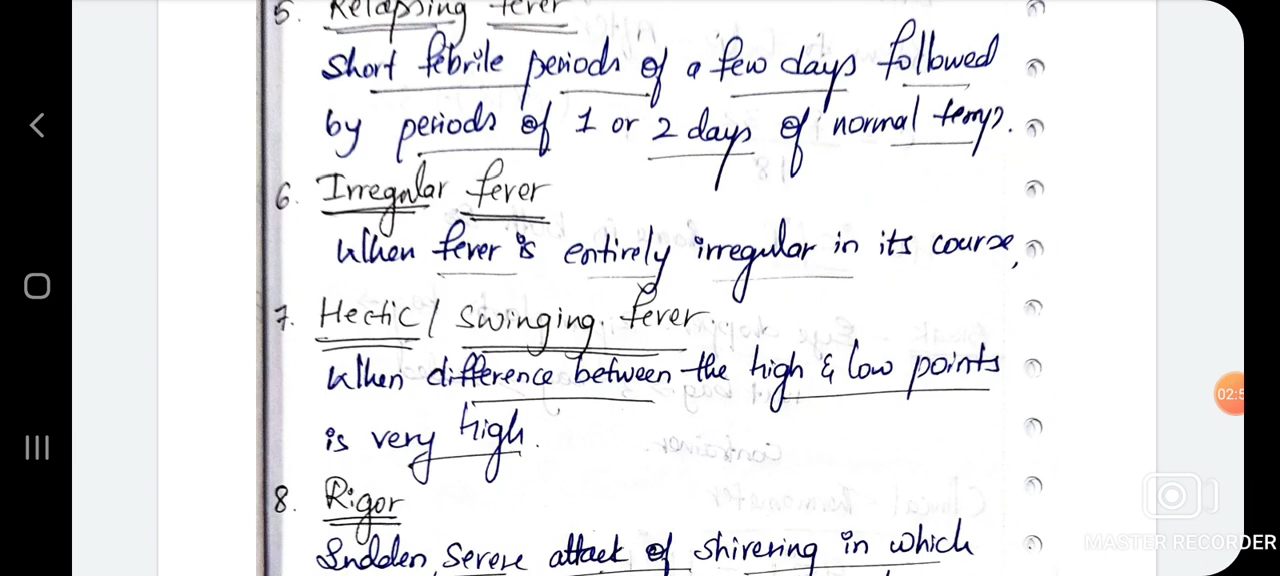 5. Relapsing fever
Short febrile periods of a few days followed
by periods of 1 or 2 days of normal temp.
6. Irregular fever
When fever is entirely irregular in its course,
7. Hectic / Swinging. fever.
When difference between the high & low points
is very high.
8. Rigor
Sudden, severe attack of shivering in which
02:5
MASTER RECORDER